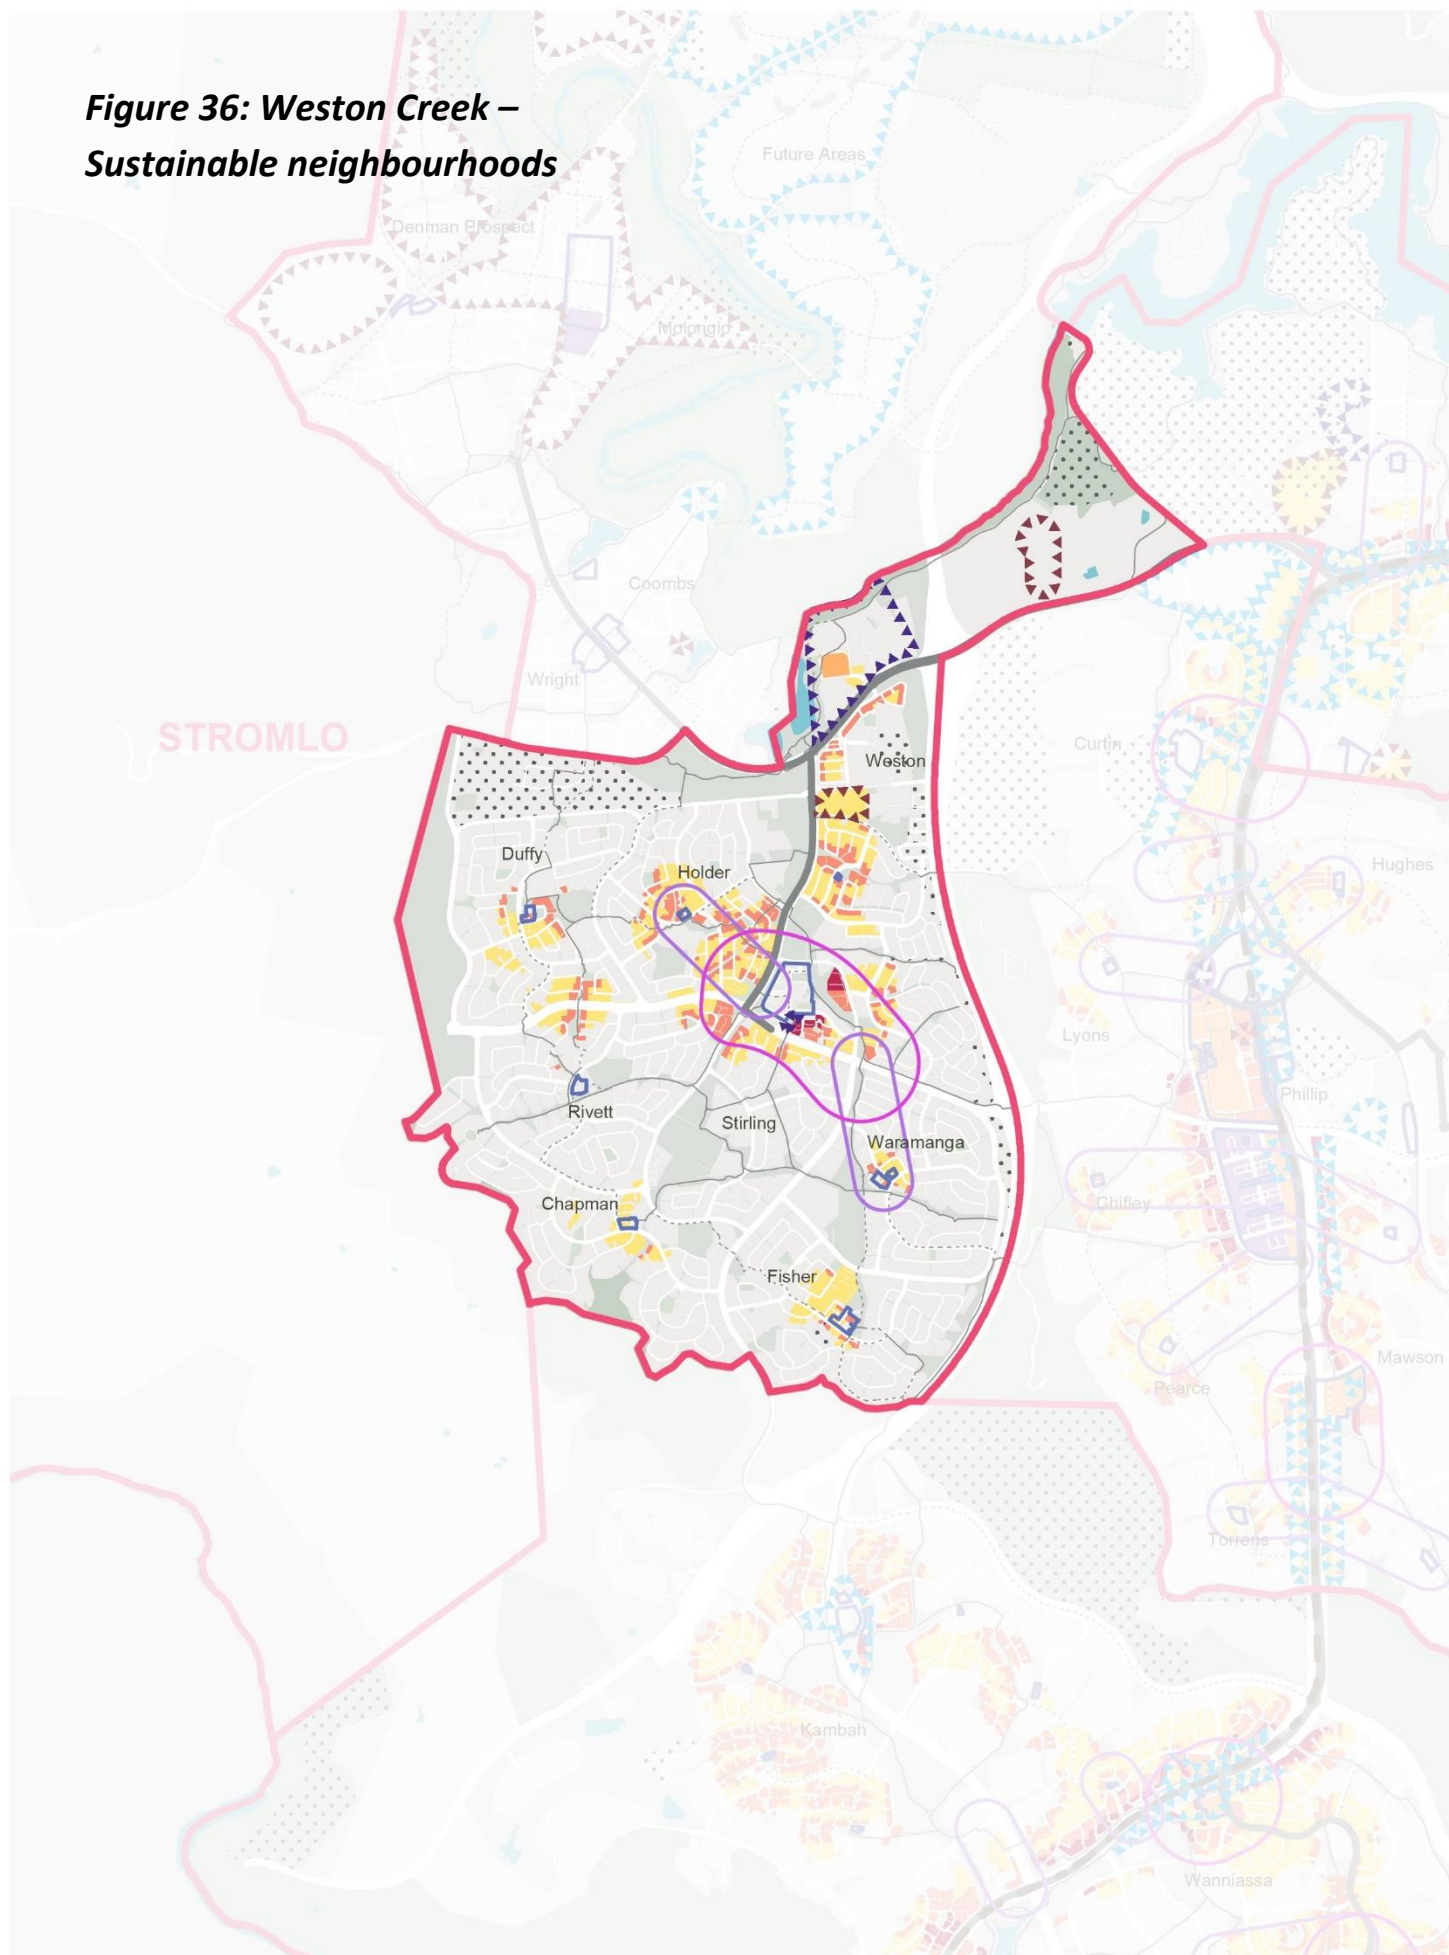 Figure 36: Weston Creek –
Sustainable neighbourhoods
Future Areas
Denman Prospect
Molonglo
Coombs
Wright
STROMLO
Curtin
Weston
Duffy
Holder
Hughes
Lyons
Phillip
Rivett
Stirling
Waramanga
Chapman
Chifley
Fisher
Mawson
Pearce
Torrens
Kambah
Wanniassa